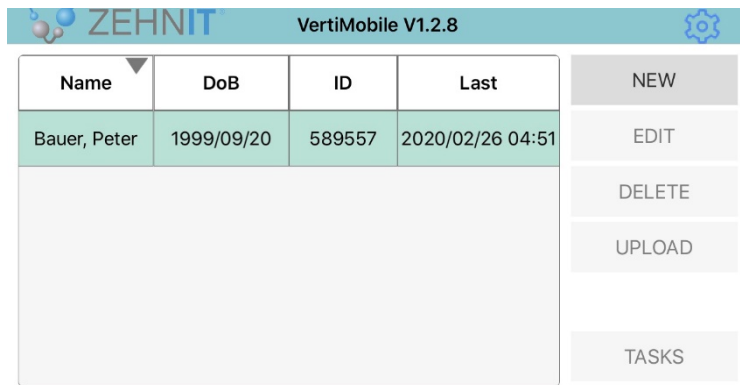 ZEHNIT VertiMobile V1.2.8
Name DoB ID Last NEW
Bauer, Peter 1999/09/20 589557 2020/02/26 04:51 EDIT
DELETE
UPLOAD
TASKS